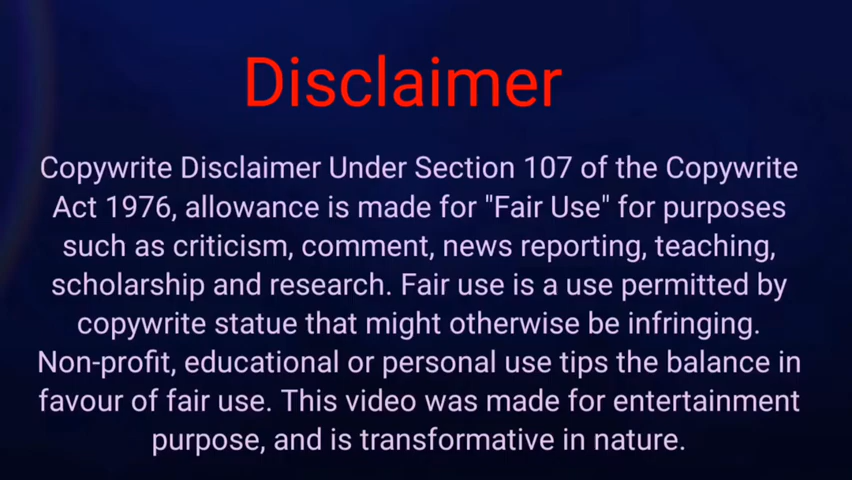 Disclaimer
Copywrite Disclaimer Under Section 107 of the Copywrite
Act 1976, allowance is made for "Fair Use" for purposes
such as criticism, comment, news reporting, teaching,
scholarship and research. Fair use is a use permitted by
copywrite statue that might otherwise be infringing.
Non-profit, educational or personal use tips the balance in
favour of fair use. This video was made for entertainment
purpose, and is transformative in nature.